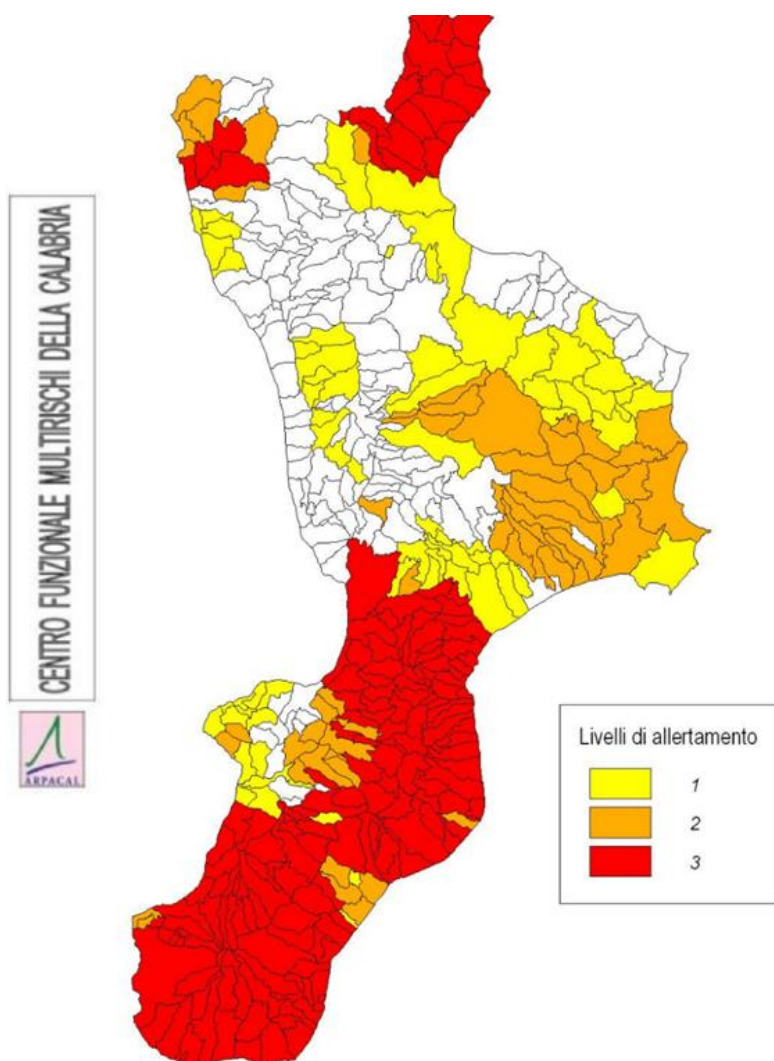 CENTRO FUNZIONALE MULTIRISCHI DELLA CALABRIA
ARPACAL
Livelli di allertamento
1
2
3